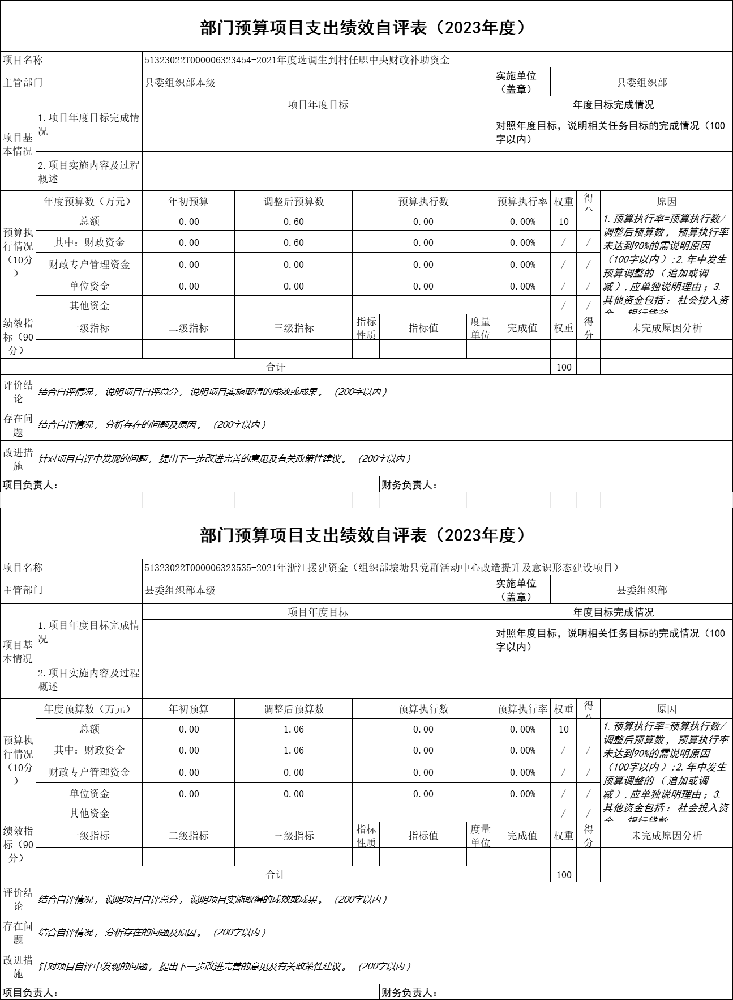 部门预算项目支出绩效自评表（2023年度）
项目名称 51323022T000006323454-2021年度选调生到村任职中央财政补助资金
主管部门 县委组织部本级 实施单位（盖章） 县委组织部
项目基本情况 1.项目年度目标完成情况 项目年度目标 年度目标完成情况
对照年度目标，说明相关任务目标的完成情况（100字以内）
2.项目实施内容及过程概述
预算执行情况（10分） 年度预算数（万元） 年初预算 调整后预算数 预算执行数 预算执行率 权重 得 原因
总额 0.00 0.60 0.00 0.00% 10
其中：财政资金 0.00 0.60 0.00 0.00% / /
财政专户管理资金 0.00 0.00 0.00 0.00% / /
单位资金 0.00 0.00 0.00 0.00% / /
其他资金 / /
1.预算执行率=预算执行数/
调整后预算数，预算执行率
未达到90%的需说明原因
（100字以内）;2.年中发生
预算调整的（追加或调
减）,应单独说明理由；3.
其他资金包括：社会投入资
绩效指标（90分） 一级指标 二级指标 三级指标 指标性质 指标值 度量单位 完成值 权重 得分 未完成原因分析
合计 100
评价结论 结合自评情况，说明项目自评总分，说明项目实施取得的成效或成果。（200字以内）
存在问题 结合自评情况，分析存在的问题及原因。（200字以内）
改进措施 针对项目自评中发现的问题，提出下一步改进完善的意见及有关政策性建议。（200字以内）
项目负责人： 财务负责人：
部门预算项目支出绩效自评表（2023年度）
项目名称 51323022T000006323535-2021年浙江援建资金（组织部壤塘县党群活动中心改造提升及意识形态建设项目）
主管部门 县委组织部本级 实施单位（盖章） 县委组织部
项目基本情况 1.项目年度目标完成情况 项目年度目标 年度目标完成情况
对照年度目标，说明相关任务目标的完成情况（100字以内）
2.项目实施内容及过程概述
预算执行情况（10分） 年度预算数（万元） 年初预算 调整后预算数 预算执行数 预算执行率 权重 得 原因
总额 0.00 1.06 0.00 0.00% 10
其中：财政资金 0.00 1.06 0.00 0.00% / /
财政专户管理资金 0.00 0.00 0.00 0.00% / /
单位资金 0.00 0.00 0.00 0.00% / /
其他资金 / /
1.预算执行率=预算执行数/
调整后预算数，预算执行率
未达到90%的需说明原因
（100字以内）;2.年中发生
预算调整的（追加或调
减）,应单独说明理由；3.
其他资金包括：社会投入资
绩效指标（90分） 一级指标 二级指标 三级指标 指标性质 指标值 度量单位 完成值 权重 得分 未完成原因分析
合计 100
评价结论 结合自评情况，说明项目自评总分，说明项目实施取得的成效或成果。（200字以内）
存在问题 结合自评情况，分析存在的问题及原因。（200字以内）
改进措施 针对项目自评中发现的问题，提出下一步改进完善的意见及有关政策性建议。（200字以内）
项目负责人： 财务负责人：